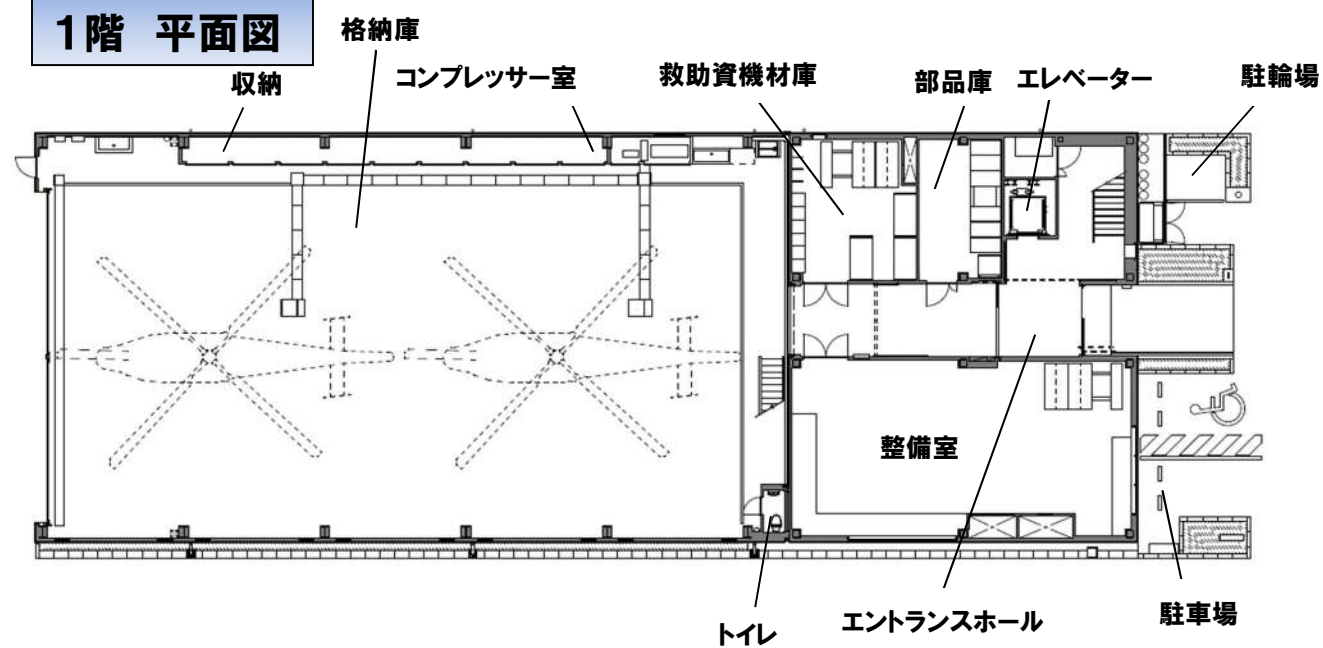 1階 平面図
格納庫
収納
コンプレッサー室
救助資機材庫
部品庫
エレベーター
駐輪場
整備室
トイレ
エントランスホール
駐車場